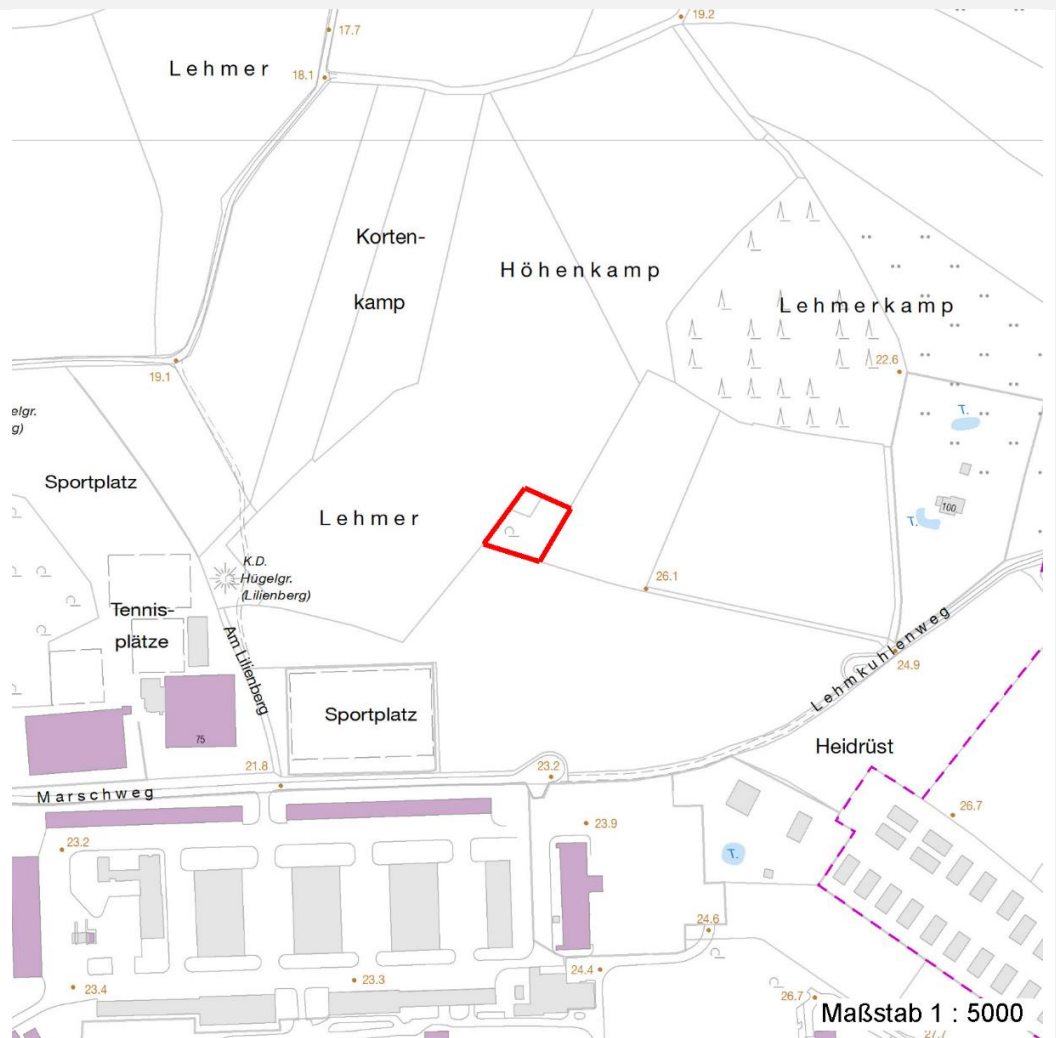 17.7
19.2
Lehmer
18.1
Korten-
kamp
Höhenkamp
Lehmerkamp
22.6
19.1
elgr.
g)
T.
Sportplatz
100
T.
Lehmer
K.D.
Hügelgr.
(Lilienberg)
26.1
Tennis-
plätze
Am Lilienberg
Lehmkuhlenweg
24.9
Sportplatz
75
Heidrüst
21.8
23.2
Marschweg
26.7
23.9
23.2
T.
24.6
24.4
23.3
23.4
26.7
Maßstab 1 : 5000
27.7